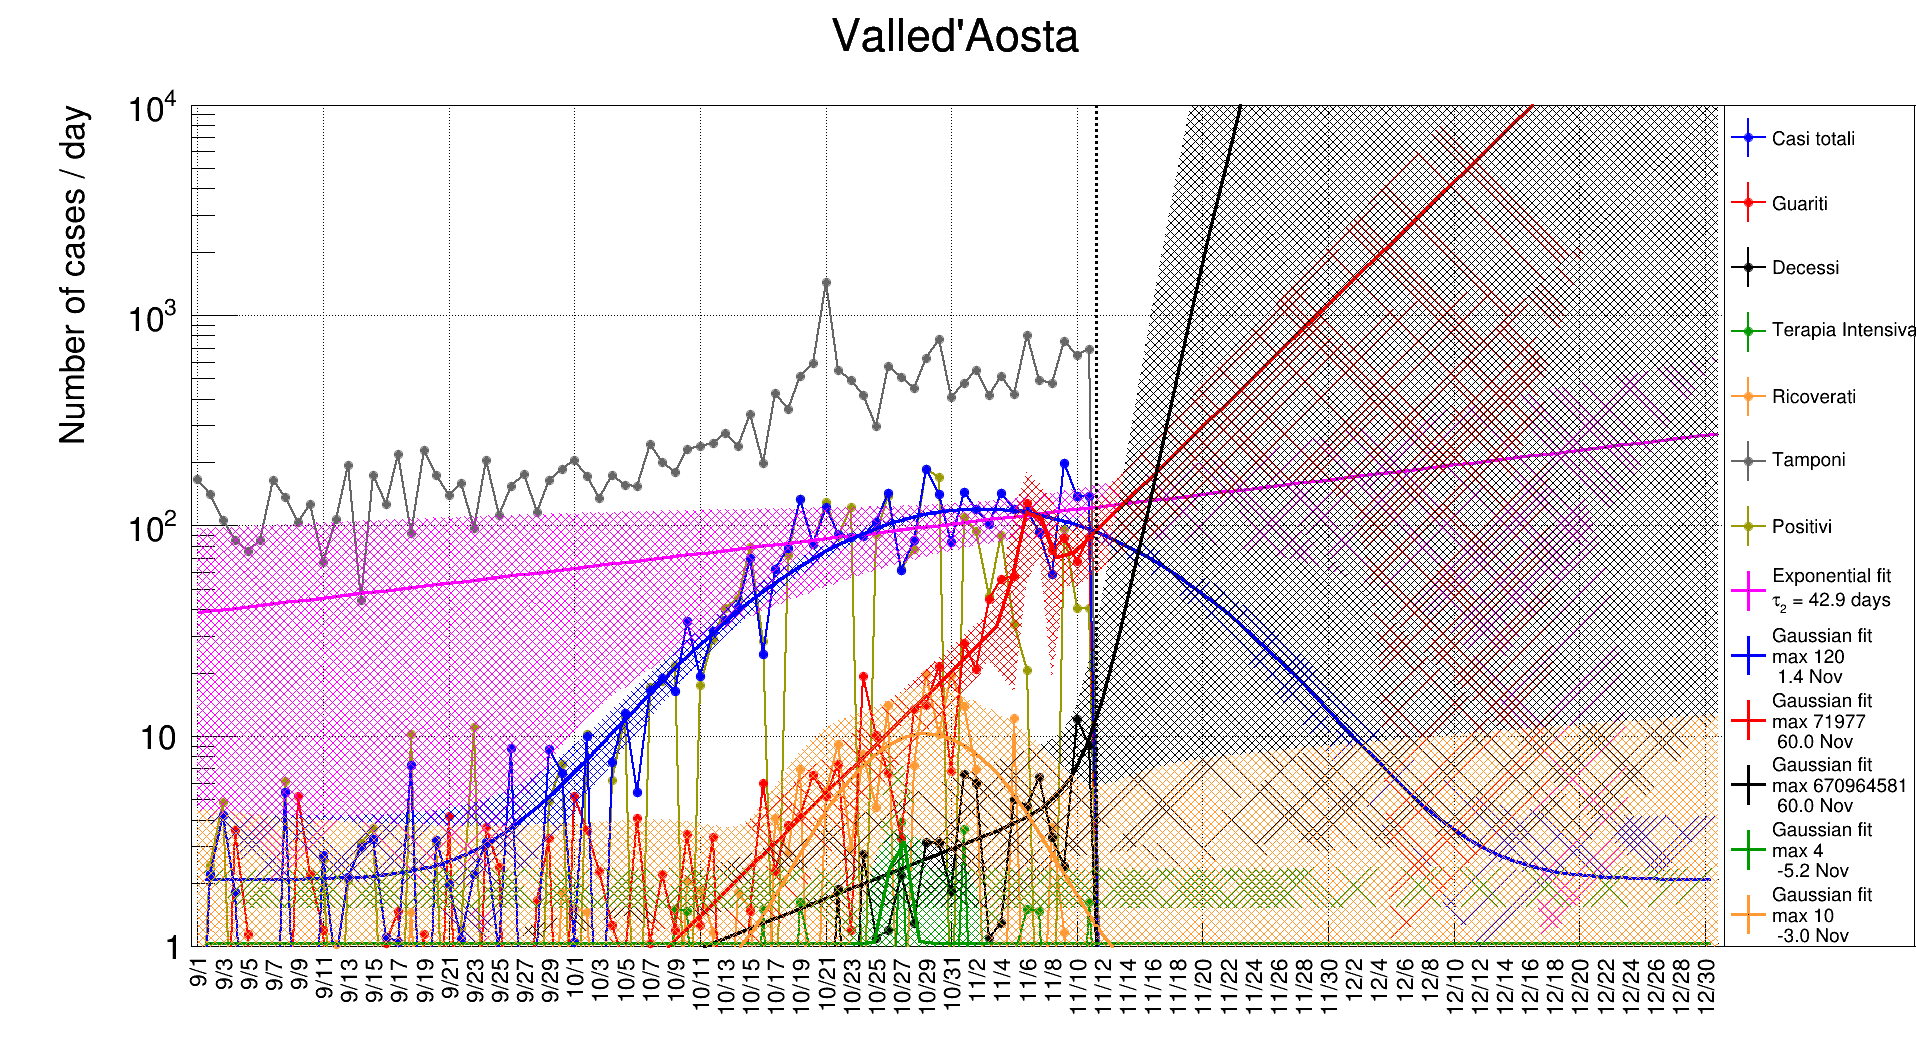 Valled'Aosta
Number of cases / day
10^4
10^3
10^2
10
1
9/1
9/3
9/5
9/7
9/9
9/11
9/13
9/15
9/17
9/19
9/21
9/23
9/25
9/27
9/29
10/1
10/3
10/5
10/7
10/9
10/11
10/13
10/15
10/17
10/19
10/21
10/23
10/25
10/27
10/29
10/31
11/2
11/4
11/6
11/8
11/10
11/12
11/14
11/16
11/18
11/20
11/22
11/24
11/26
11/28
11/30
12/2
12/4
12/6
12/8
12/10
12/12
12/14
12/16
12/18
12/20
12/22
12/24
12/26
12/28
12/30
Casi totali
Guariti
Decessi
Terapia Intensiva
Ricoverati
Tamponi
Positivi
Exponential fit
τ_2 = 42.9 days
Gaussian fit
max 120
1.4 Nov
Gaussian fit
max 71977
60.0 Nov
Gaussian fit
max 670964581
60.0 Nov
Gaussian fit
max 4
-5.2 Nov
Gaussian fit
max 10
-3.0 Nov